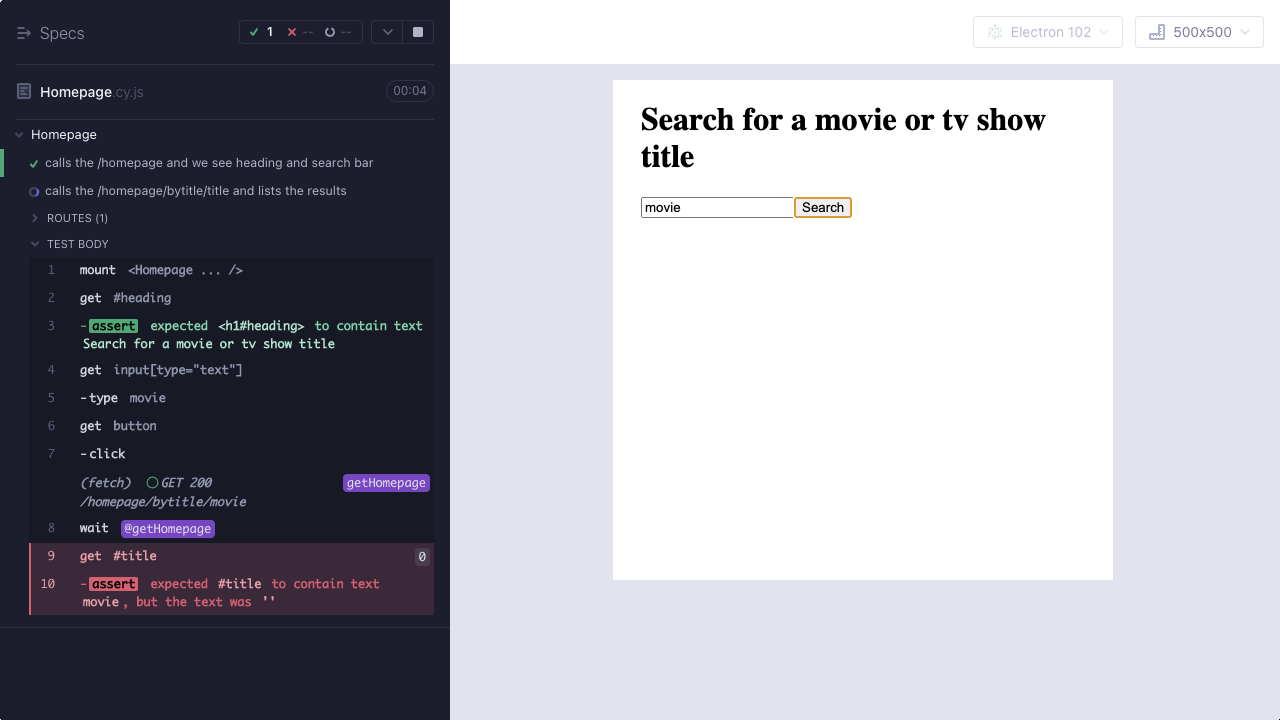 Specs
1 -- --
Homepage.cy.js 00:04
Homepage
calls the /homepage and we see heading and search bar
calls the /homepage/bytitle/title and lists the results
ROUTES (1)
TEST BODY
1 mount <Homepage ... />
2 get #heading
3 -assert expected <h1#heading> to contain text
Search for a movie or tv show title
4 get input[type="text"]
5 -type movie
6 get button
7 -click
(fetch) GET 200 getHomepage
/homepage/bytitle/movie
8 wait @getHomepage
9 get #title 0
10 -assert expected #title to contain text
movie, but the text was ''
Electron 102
500x500
Search for a movie or tv show
title
movie Search